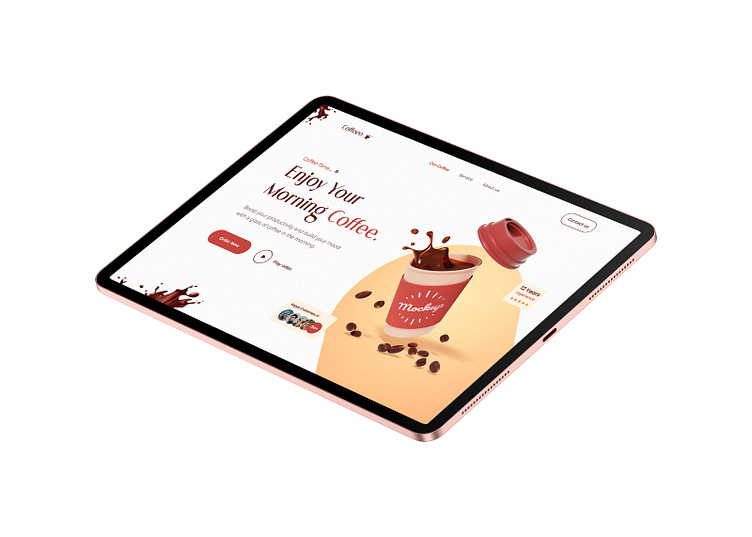 Coffeeo
Our Coffee
Service
About us
Contact us
Coffee Time...
Enjoy Your
Morning Coffee.
Boost your productivity and build your mood
with a glass of coffee in the morning
Order Now
Play video
Mockup
12 Years
Experience
Happy Customers